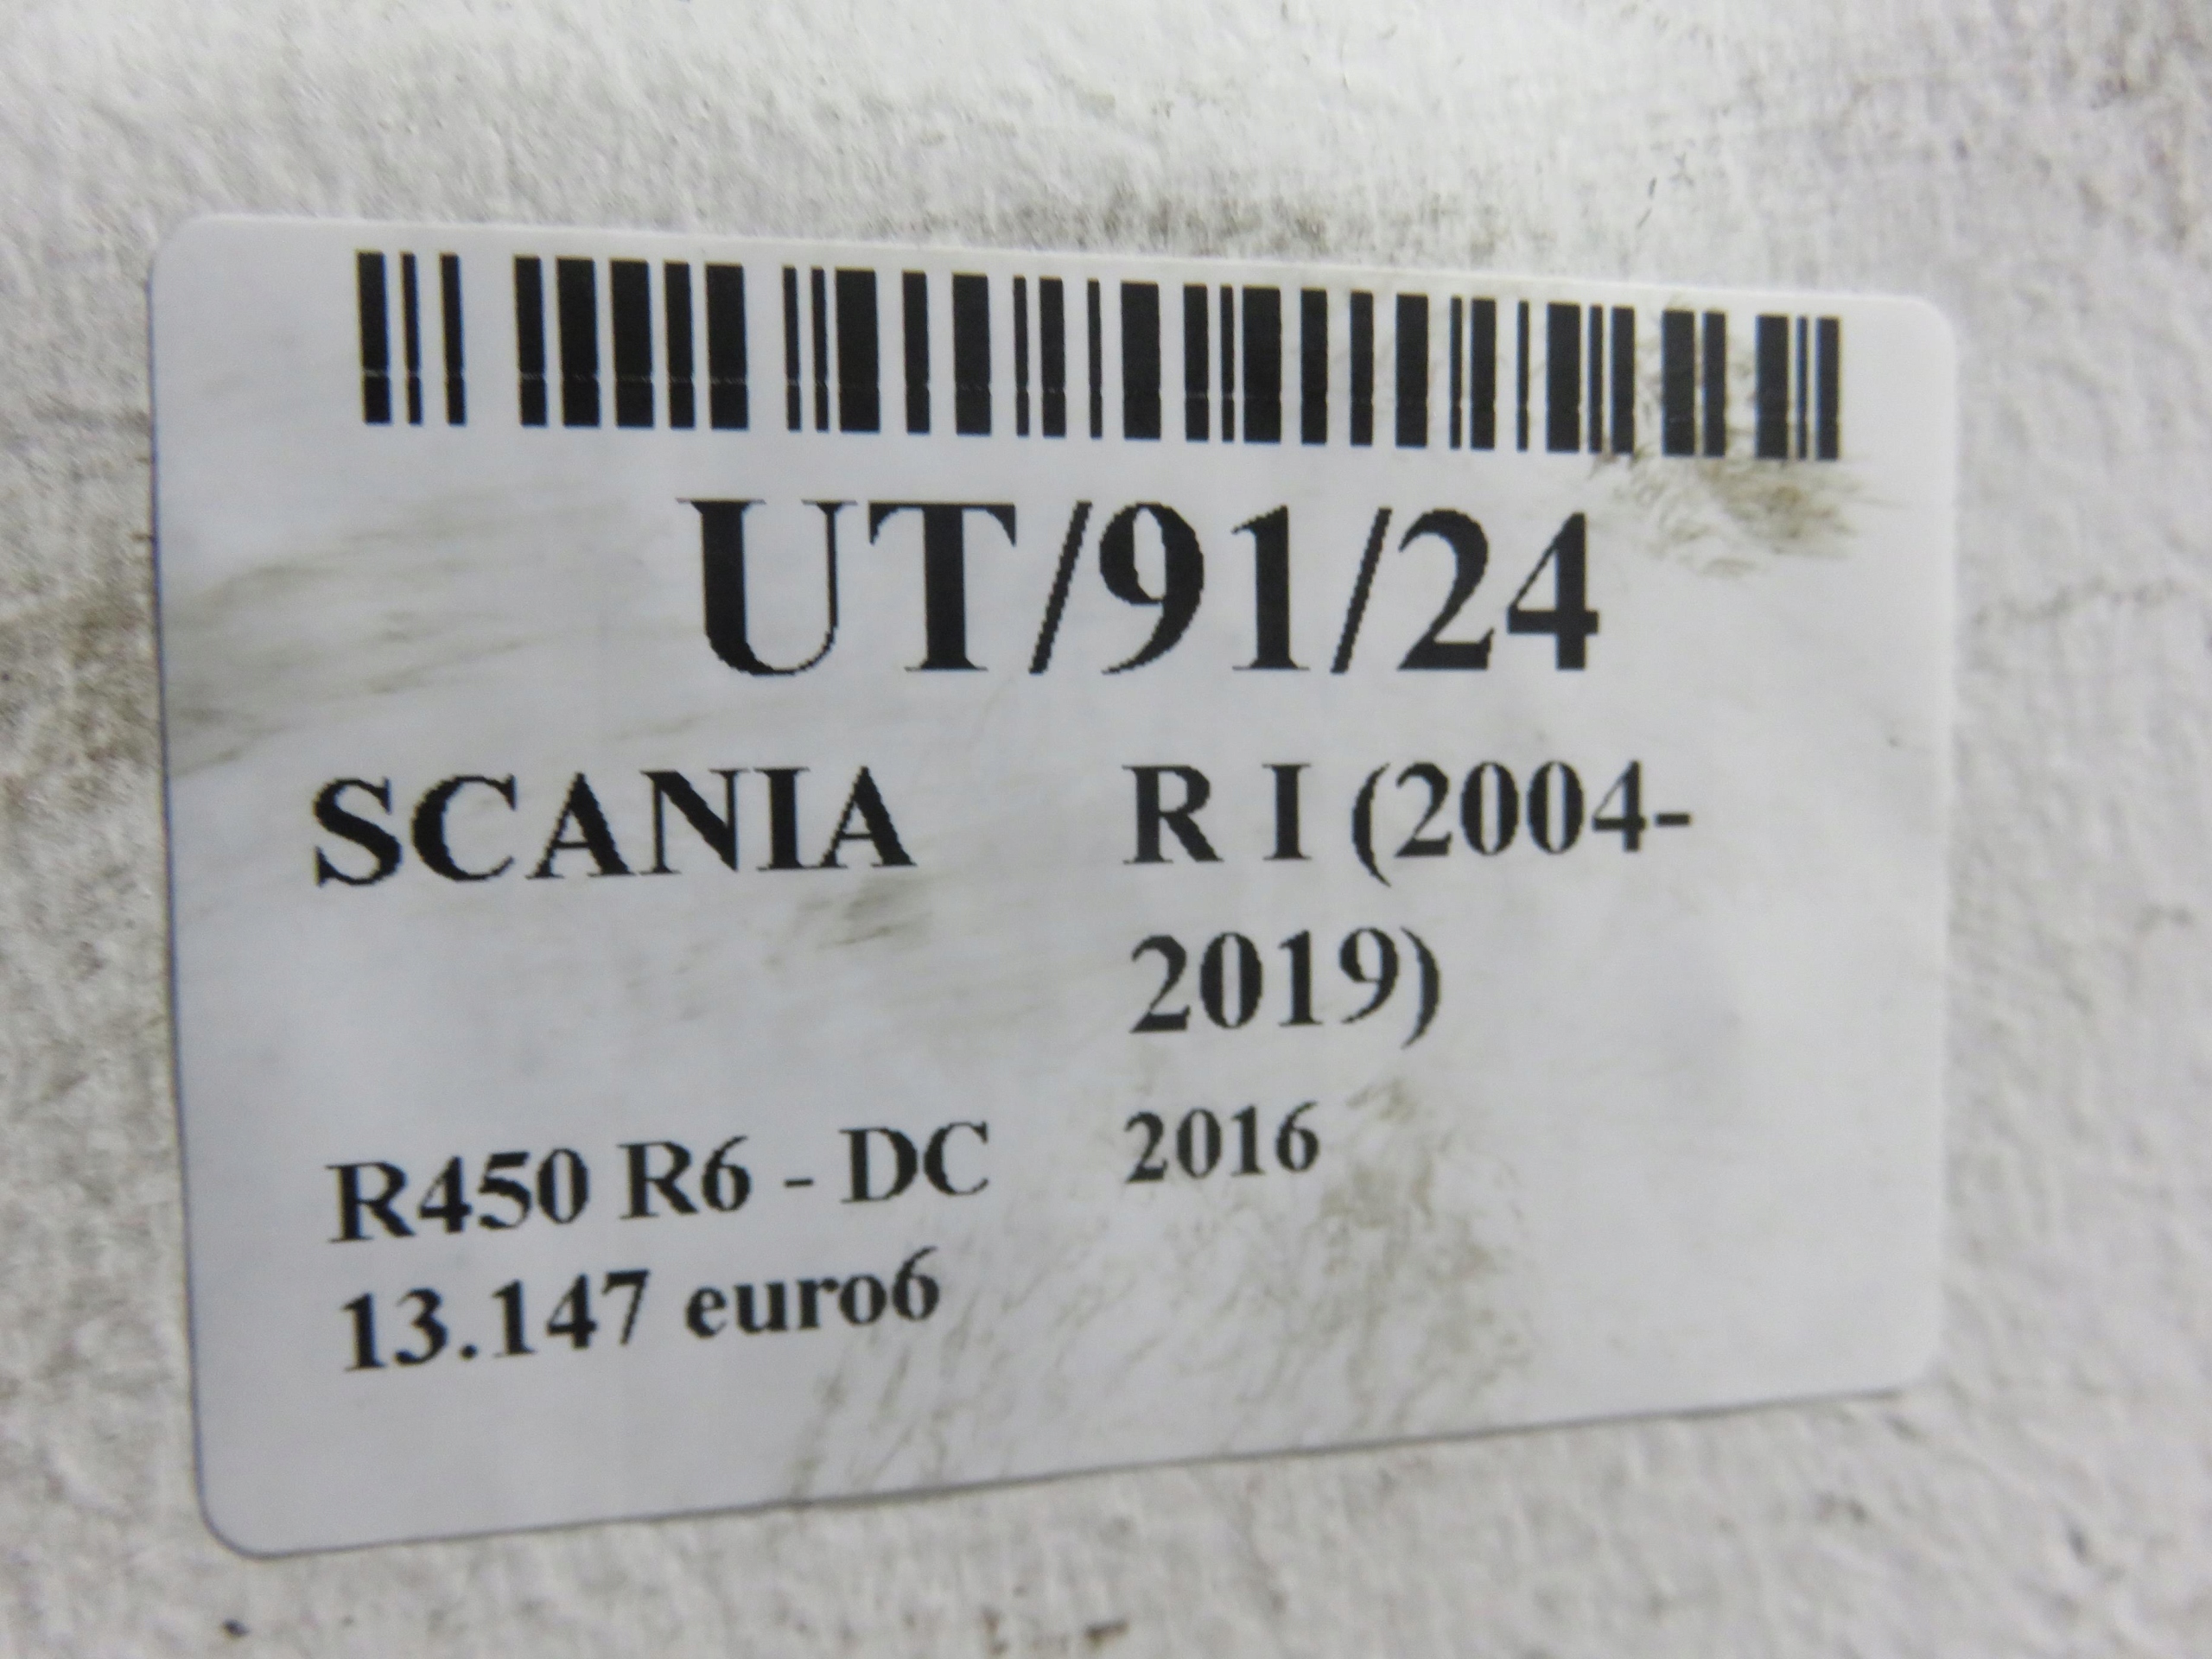 UT/91/24
SCANIA R I (2004-
2019)
R450 R6 - DC 2016
13.147 euro6